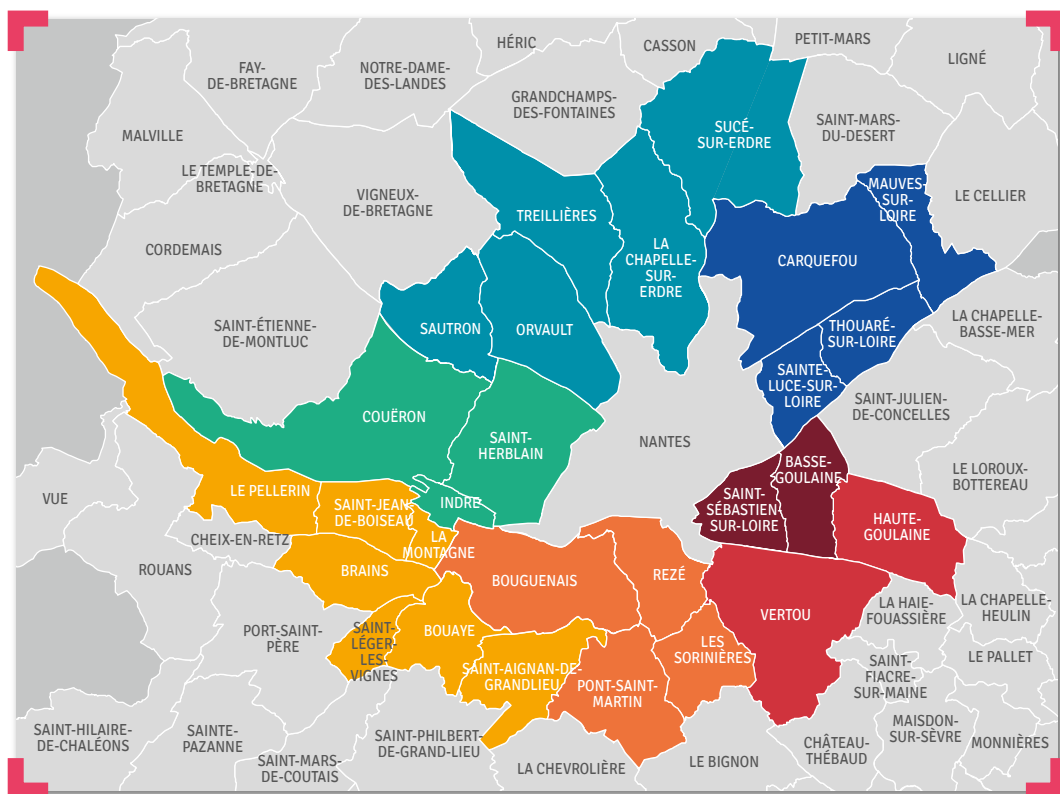 HÉRIC
CASSON
PETIT-MARS
LIGNÉ
FAY-
DE-BRETAGNE
NOTRE-DAME-
DES-LANDES
GRANDCHAMPS-
DES-FONTAINES
SUCÉ-
SUR-ERDRE
SAINT-MARS-
DU-DESERT
MALVILLE
LE TEMPLE-DE-
BRETAGNE
VIGNEUX-
DE-BRETAGNE
TREILLIÈRES
MAUVES-
SUR-
LOIRE
LE CELLIER
CORDEMAIS
LA
CHAPELLE-
SUR-
ERDRE
CARQUEFOU
SAINT-ÉTIENNE-
DE-MONTLUC
SAUTRON
ORVAULT
THOUARÉ-
SUR-LOIRE
LA CHAPELLE-
BASSE-MER
SAINTE-
LUCE-SUR-
LOIRE
SAINT-JULIEN-
DE-CONCELLES
COUËRON
SAINT-
HERBLAIN
NANTES
BASSE-
GOULAINE
LE LOROUX-
BOTTEREAU
VUE
LE PELLERIN
SAINT-JEAN-
DE-BOISEAU
INDRE
SAINT-
SÉBASTIEN-
SUR-LOIRE
HAUTE-
GOULAINE
CHEIX-EN-RETZ
LA
MONTAGNE
ROUANS
BRAINS
BOUGUENAIS
REZÉ
VERTOU
LA HAIE-
FOUASSIÈRE
LA CHAPELLE-
HEULIN
PORT-SAINT-
PÈRE
SAINT-
LÉGER-
LES-
VIGNES
BOUAYE
LES
SORINIÈRES
LE PALLET
SAINT-AIGNAN-DE-
GRANDLIEU
PONT-SAINT-
MARTIN
SAINT-
FIACRE-
SUR-MAINE
SAINT-HILAIRE-
DE-CHALÉONS
SAINTE-
PAZANNE
SAINT-MARS-
DE-COUTAIS
SAINT-PHILBERT-
DE-GRAND-LIEU
LA CHEVROLIÈRE
LE BIGNON
CHÂTEAU-
THÉBAUD
MAISDON-
SUR-SÈVRE
MONNIÈRES